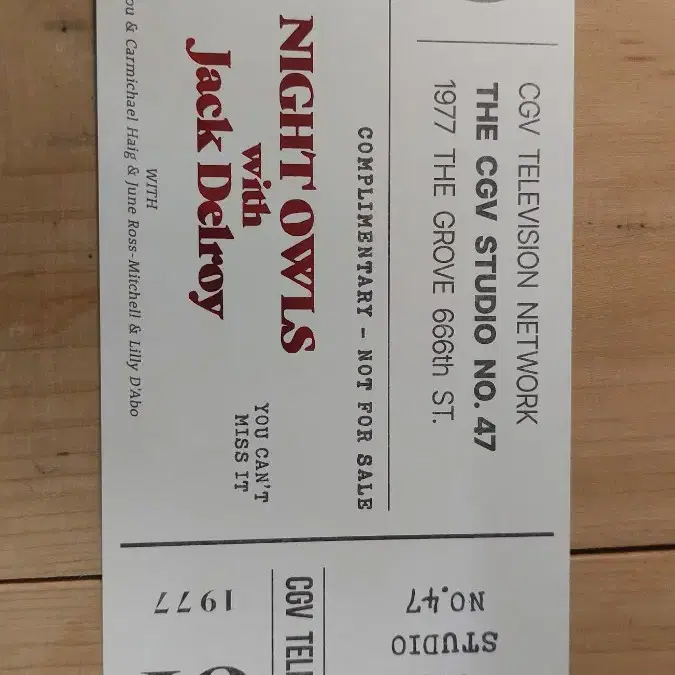 CGV TELEVISION NETWORK
THE CGV STUDIO NO. 47
1977 THE GROVE 666th ST.
COMPLIMENTARY - NOT FOR SALE
NIGHT OWLS
with
Jack Delroy
YOU CAN'T
MISS IT
WITH
& Carmichael Haig & June Ross-Mitchell & Lilly D'Abo
STUDIO
NO.47
CGV
1977